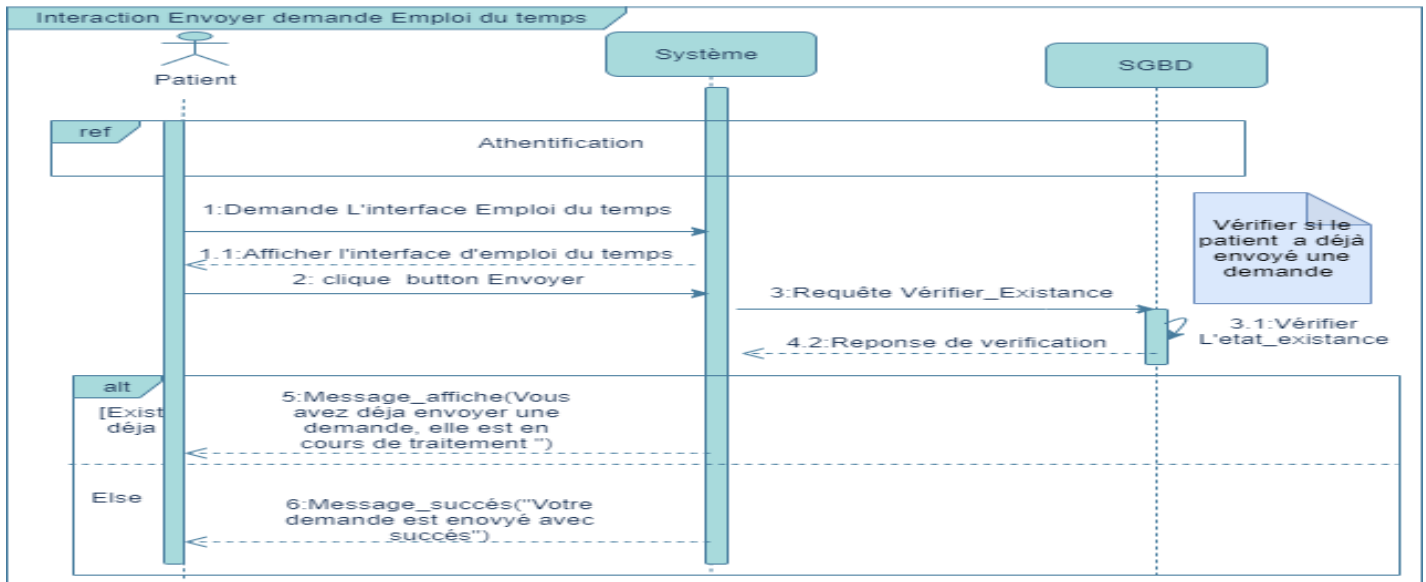 Interaction Envoyer demande Emploi du temps
Patient
Système
SGBD
ref
Athentification
1:Demande L'interface Emploi du temps
1.1:Afficher l'interface d'emploi du temps
2: clique button Envoyer
Vérifier si le
patient a déjà
envoyé une
demande
3:Requête Vérifier_Existance
3.1:Vérifier
L'etat_existance
4.2:Reponse de verification
alt
[Exist
déja
5:Message_affiche(Vous
avez déja envoyer une
demande, elle est en
cours de traitement ")
Else
6:Message_succés("Votre
demande est enovyé avec
succés")